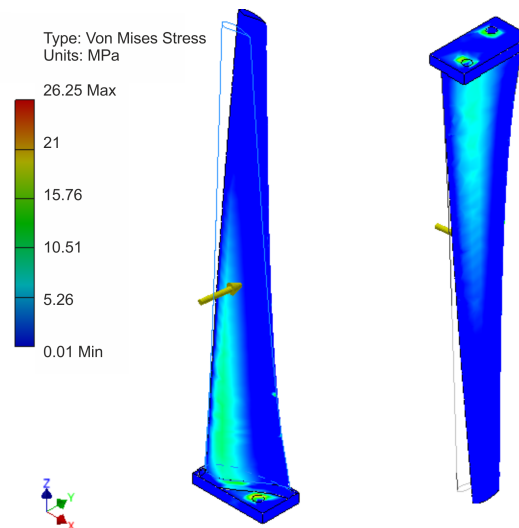 Type: Von Mises Stress
Units: MPa
26.25 Max
21
15.76
10.51
5.26
0.01 Min
Z
Y
X